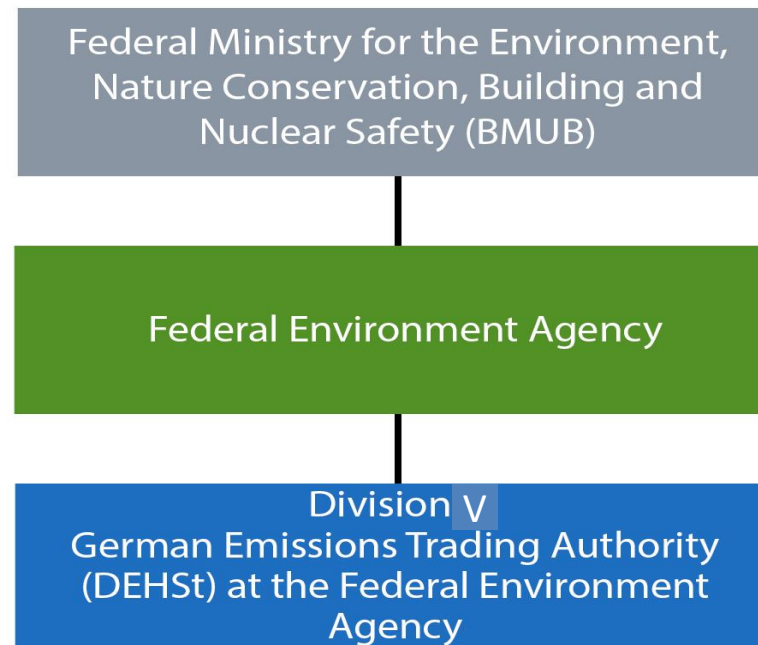 Federal Ministry for the Environment,
Nature Conservation, Building and
Nuclear Safety (BMUB)
Federal Environment Agency
Division V
German Emissions Trading Authority
(DEHSt) at the Federal Environment
Agency